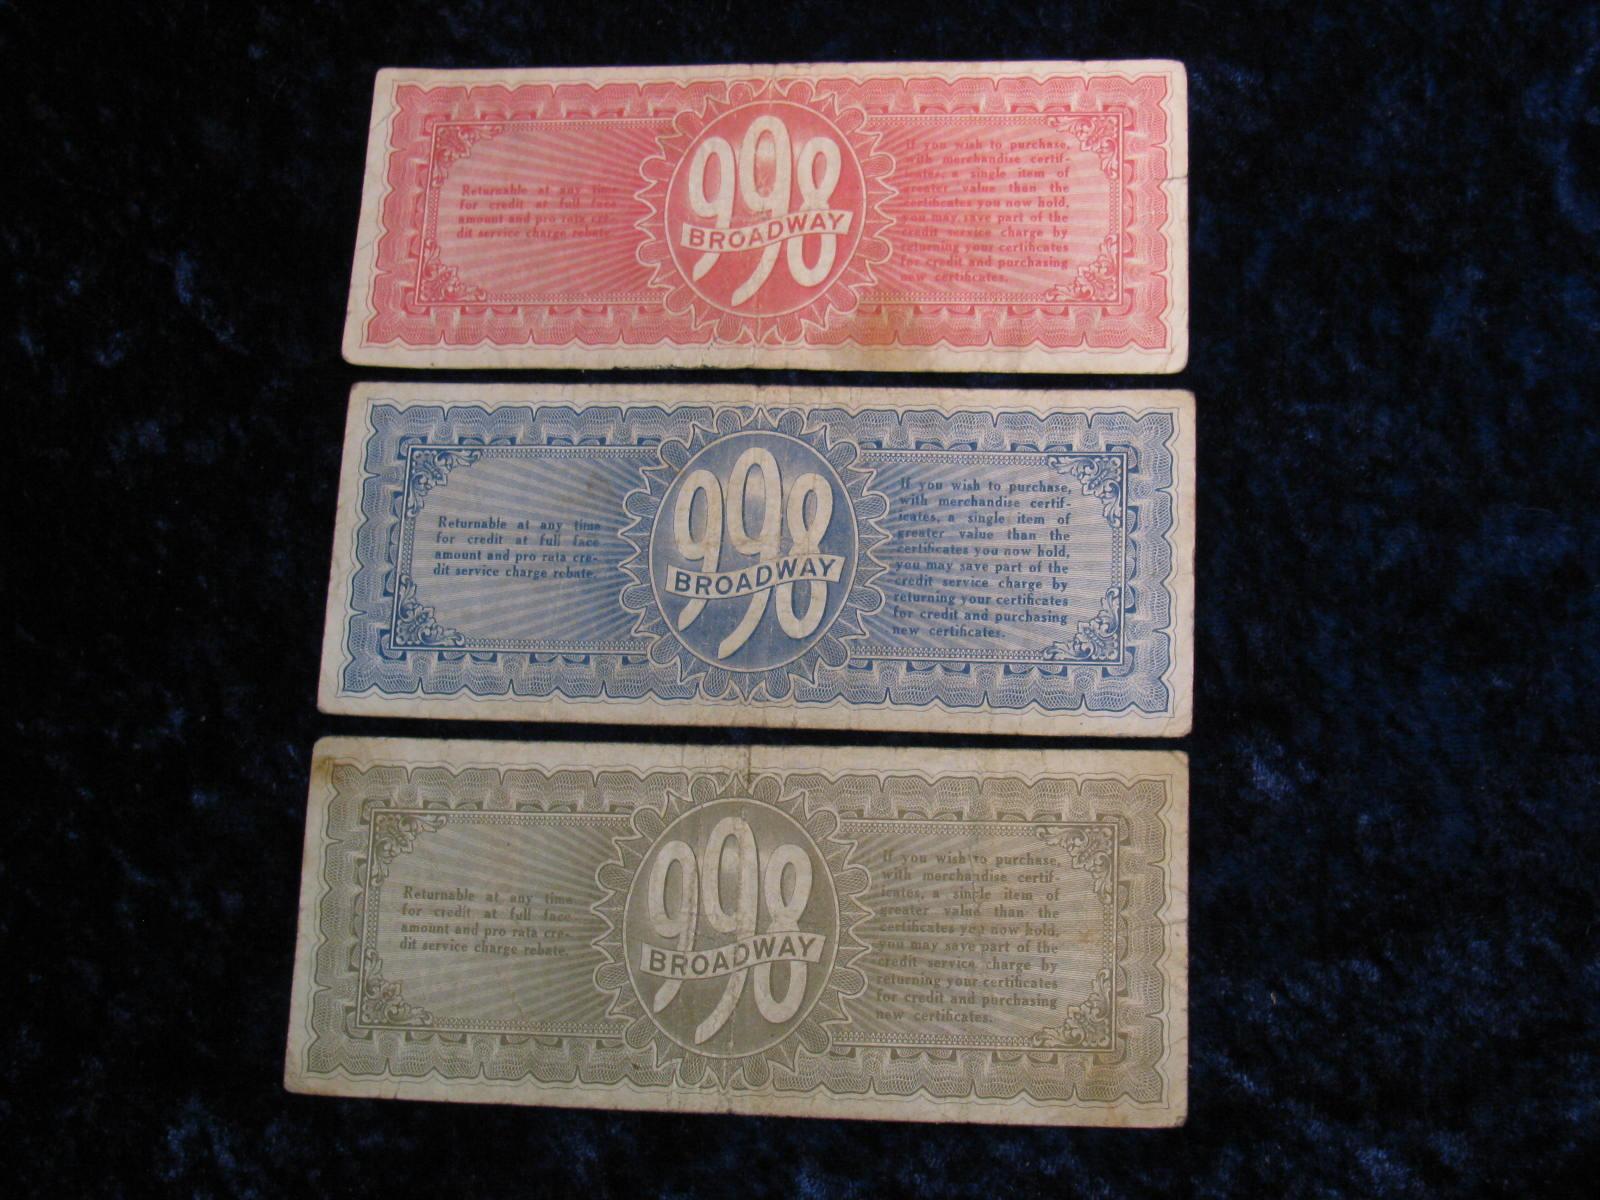 Returnable at any time
for credit at full face
amount and pro rata cre-
dit service charge rebate.
998
BROADWAY
If you wish to purchase,
with merchandise certif-
icates, a single item of
greater value than the
certificates you now hold,
you may save part of the
credit service charge by
returning your certificates
for credit and purchasing
new certificates.
Returnable at any time
for credit at full face
amount and pro rata cre-
dit service charge rebate.
998
BROADWAY
If you wish to purchase,
with merchandise certif-
icates, a single item of
greater value than the
certificates you now hold,
you may save part of the
credit service charge by
returning your certificates
for credit and purchasing
new certificates.
Returnable at any time
for credit at full face
amount and pro rata cre-
dit service charge rebate.
998
BROADWAY
If you wish to purchase,
with merchandise certif-
icates, a single item of
greater value than the
certificates you now hold,
you may save part of the
credit service charge by
returning your certificates
for credit and purchasing
new certificates.